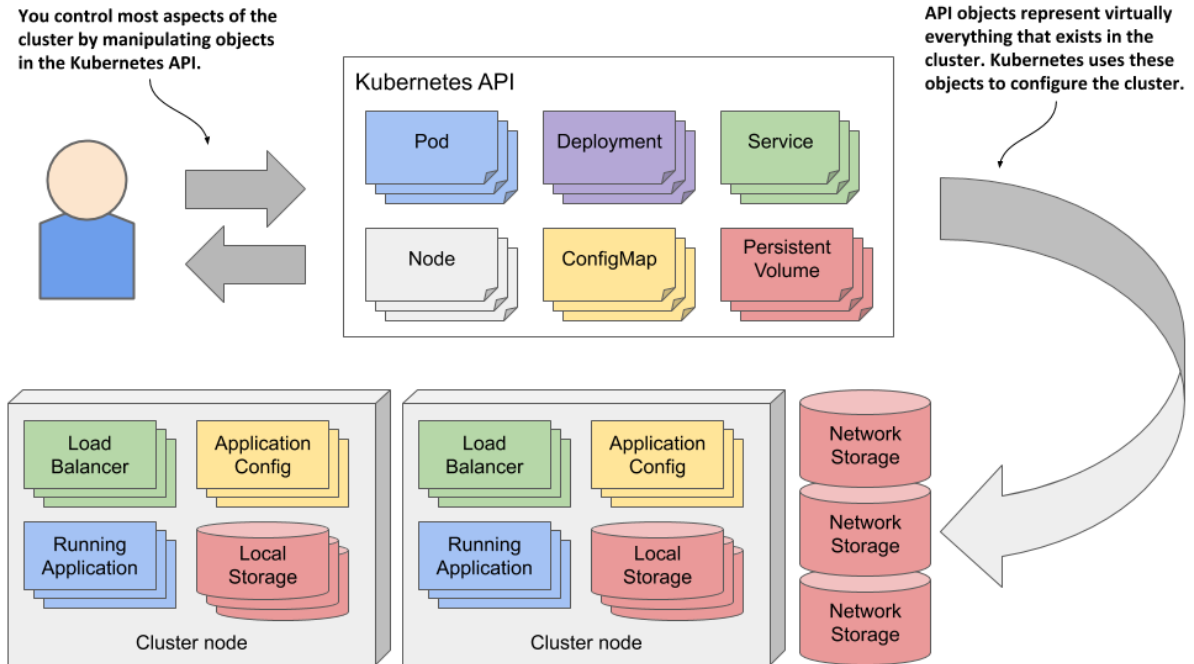 You control most aspects of the
cluster by manipulating objects
in the Kubernetes API.
API objects represent virtually
everything that exists in the
cluster. Kubernetes uses these
objects to configure the cluster.
Kubernetes API
Pod
Deployment
Service
Node
ConfigMap
Persistent
Volume
Load
Balancer
Application
Config
Running
Application
Local
Storage
Cluster node
Load
Balancer
Application
Config
Running
Application
Local
Storage
Cluster node
Network
Storage
Network
Storage
Network
Storage